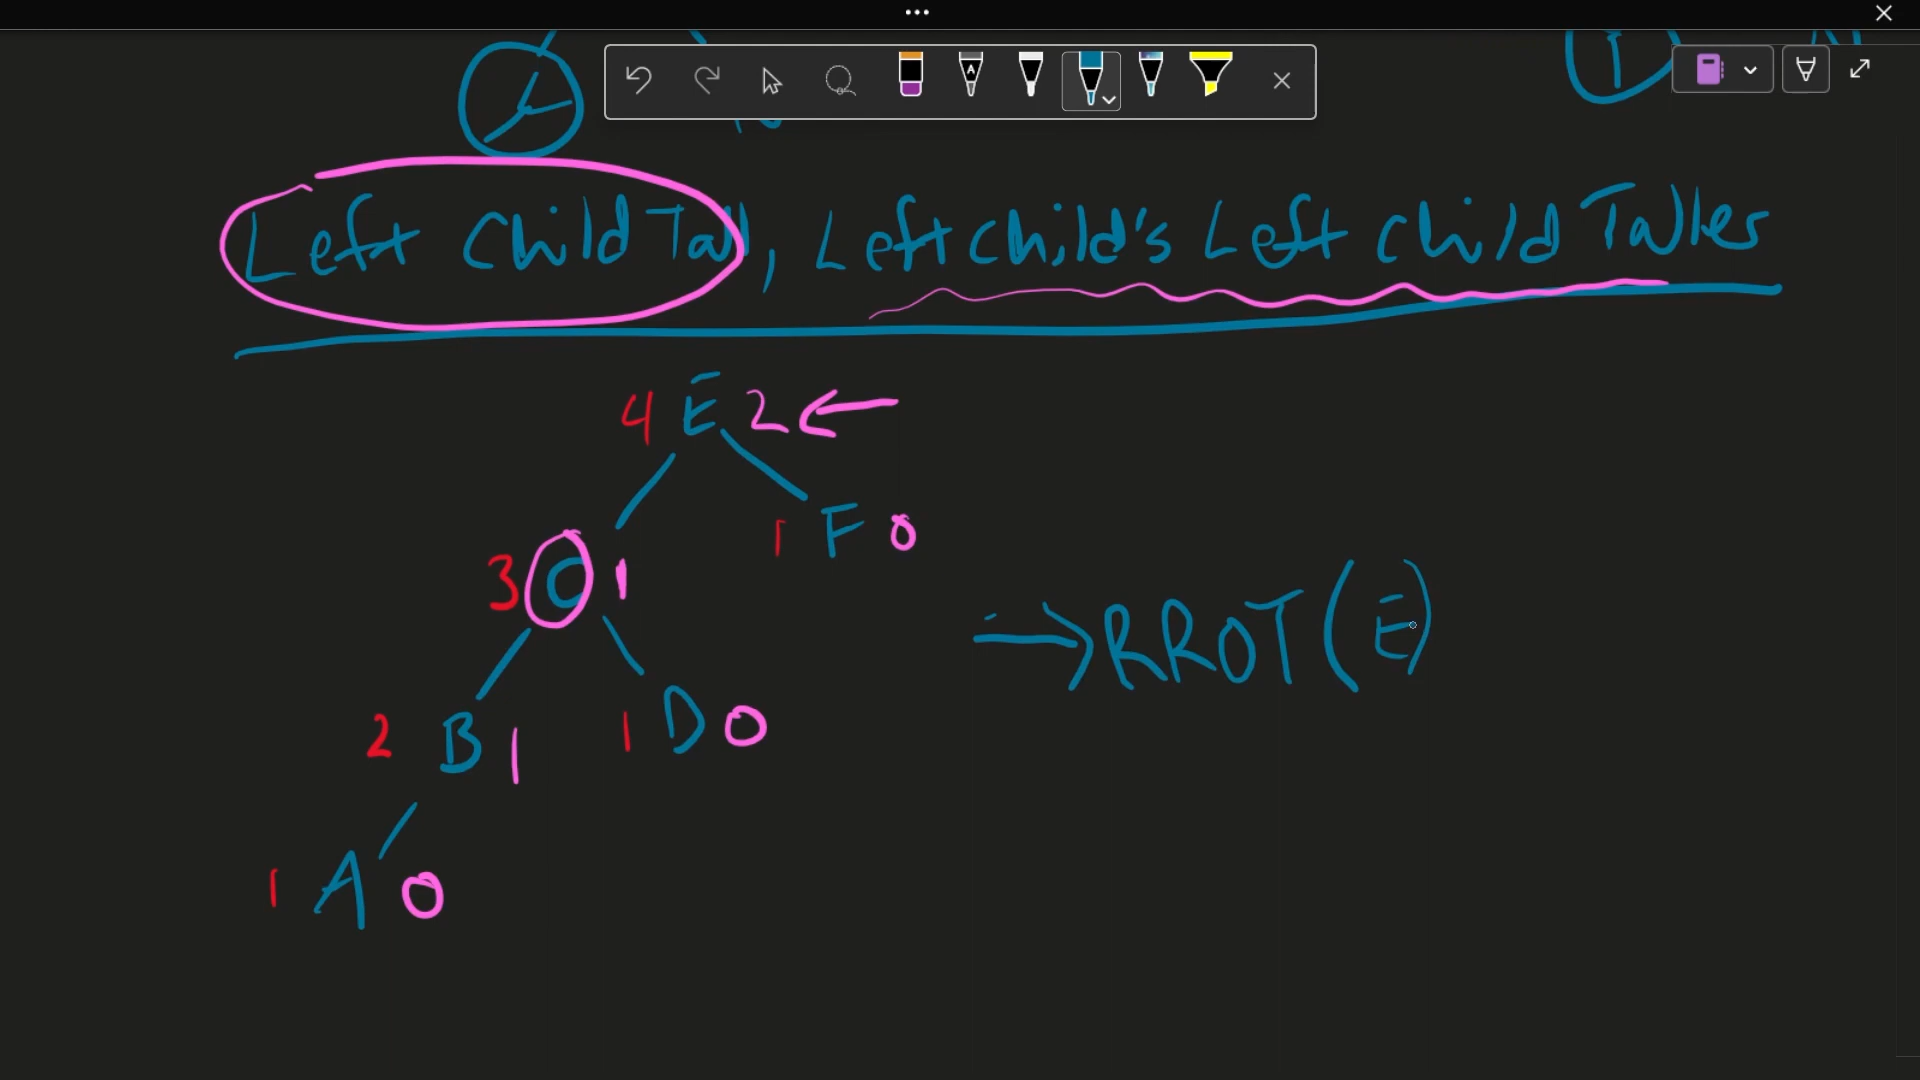 Left Child Tall, Left child's Left child Taller
4 E 2
1 F 0
3 C 1
→ RROT(E)
2 B 1
1 D 0
1 A 0